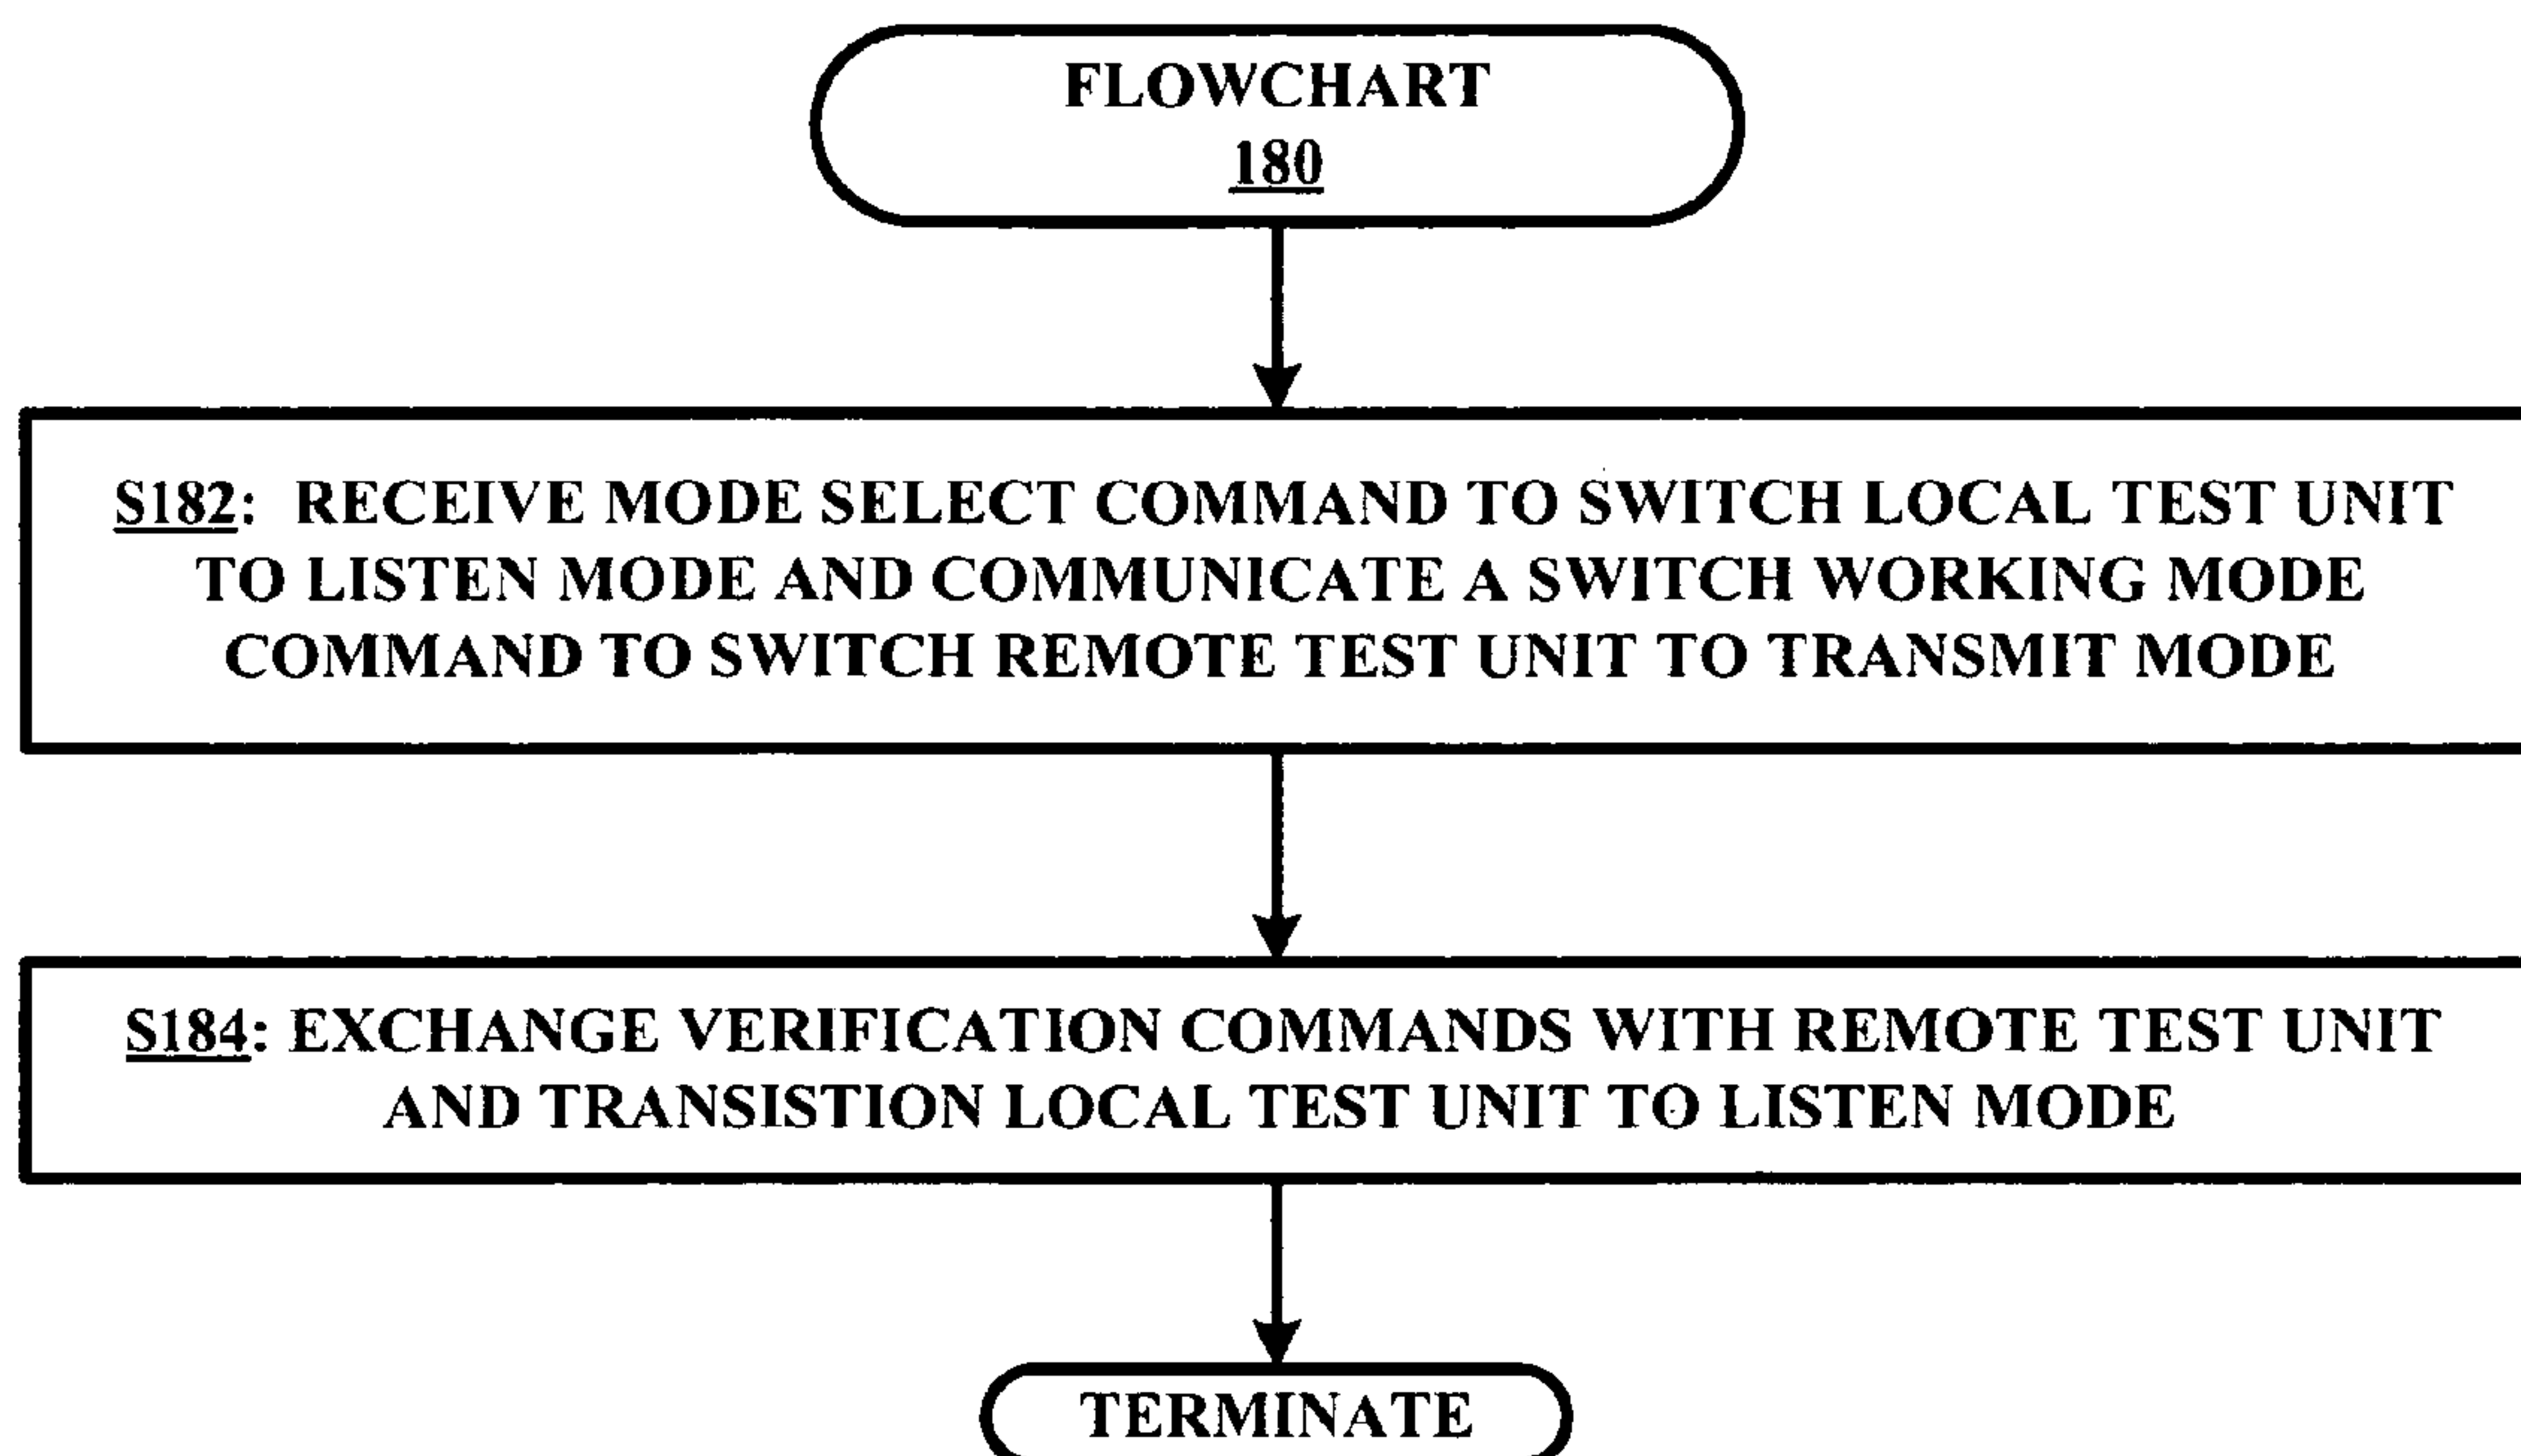 FLOWCHART
180
S182: RECEIVE MODE SELECT COMMAND TO SWITCH LOCAL TEST UNIT
TO LISTEN MODE AND COMMUNICATE A SWITCH WORKING MODE
COMMAND TO SWITCH REMOTE TEST UNIT TO TRANSMIT MODE
S184: EXCHANGE VERIFICATION COMMANDS WITH REMOTE TEST UNIT
AND TRANSISTION LOCAL TEST UNIT TO LISTEN MODE
TERMINATE